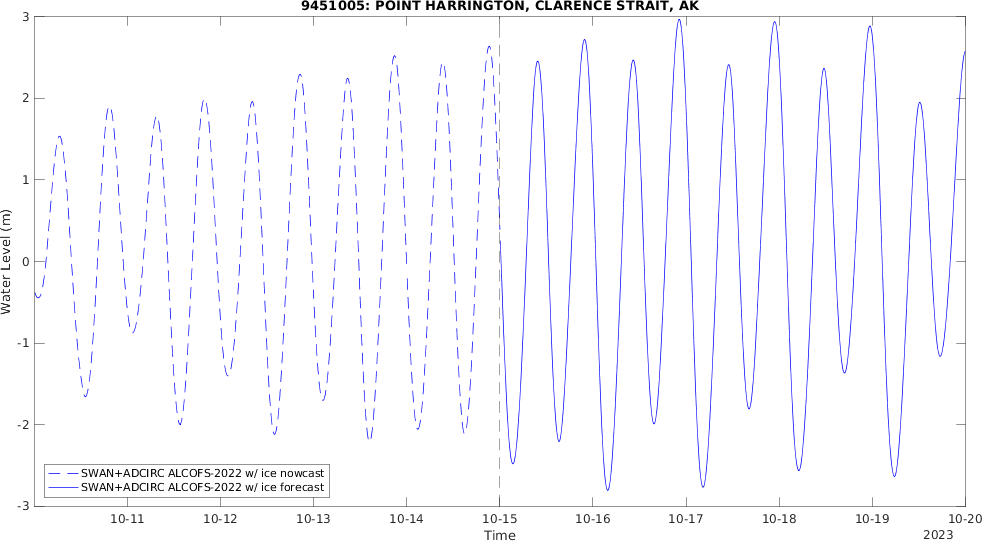 9451005: POINT HARRINGTON, CLARENCE STRAIT, AK
3
2
1
0
-1
-2
-3
Water Level (m)
SWAN+ADCIRC ALCOFS-2022 w/ ice nowcast
SWAN+ADCIRC ALCOFS-2022 w/ ice forecast
10-11 10-12 10-13 10-14 10-15 10-16 10-17 10-18 10-19 10-20
Time
2023